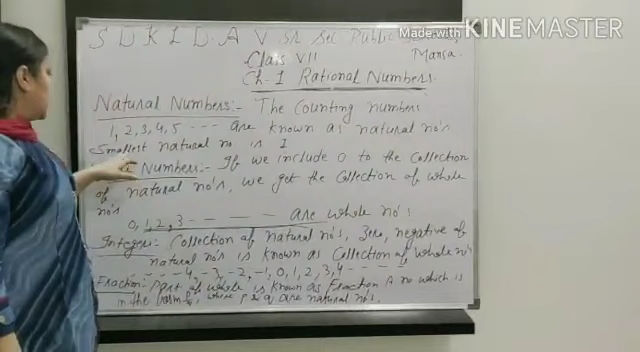 Made with KINEMASTER
S D K L D.A.V Sr Sec Public
Class VII Mansa.
Ch-1 Rational Numbers.
Natural Numbers:- The Counting numbers
1, 2, 3, 4, 5 --- are known as natural no's
Smallest natural no is 1
Numbers:- If we include 0 to the Collection
of natural no's, we get the Collection of whole
no's
0, 1, 2, 3 - - - - - are whole no's
Integers:- Collection of natural no's, Zero, negative of
natural no's is known as Collection of whole no's
- - - -4, -3, -2, -1, 0, 1, 2, 3, 4 - - - -
Fraction:- Part of whole is known as Fraction A no which is
in the form p/q, where p & q are natural no's.